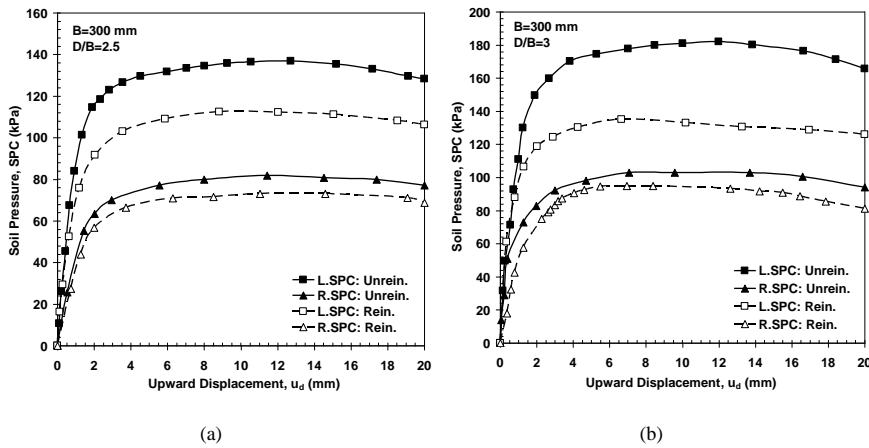 B=300 mm
D/B=2.5
Soil Pressure, SPC (kPa)
160
140
120
100
80
60
40
20
0
L.SPC: Unrein.
R.SPC: Unrein.
L.SPC: Rein.
R.SPC: Rein.
0 2 4 6 8 10 12 14 16 18 20
Upward Displacement, u_d (mm)
(a)
B=300 mm
D/B=3
Soil Pressure, SPC (kPa)
200
180
160
140
120
100
80
60
40
20
0
L.SPC: Unrein.
R.SPC: Unrein.
L.SPC: Rein.
R.SPC: Rein.
0 2 4 6 8 10 12 14 16 18 20
Upward Displacement, u_d (mm)
(b)